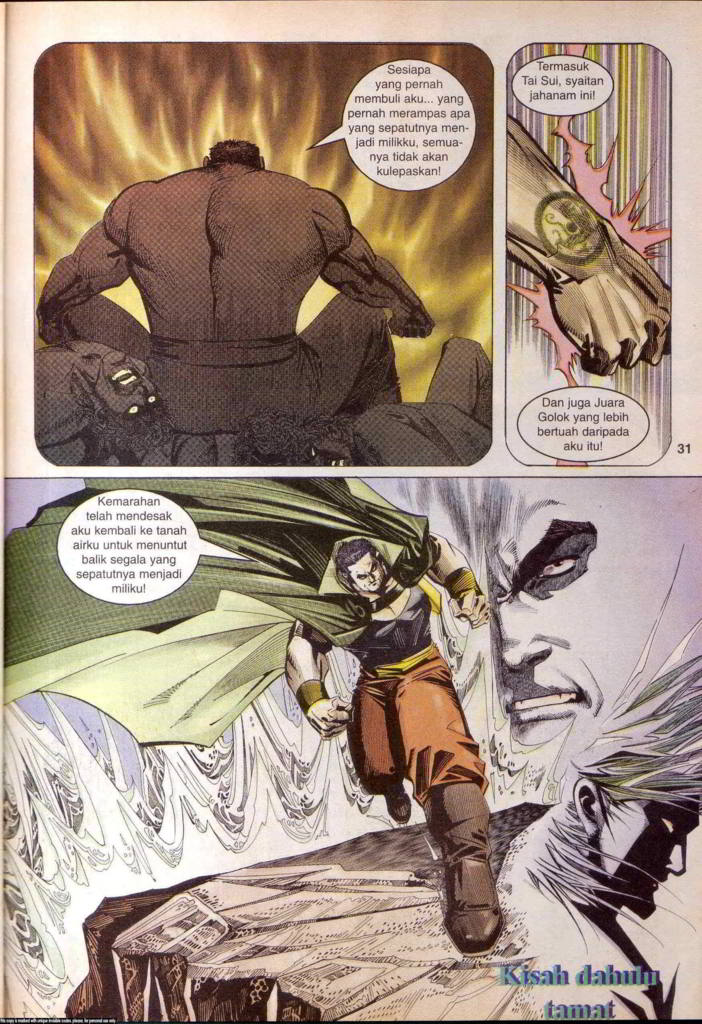 Sesiapa
yang pernah
membuli aku... yang
pernah merampas apa
yang sepatutnya men-
jadi milikku, semua-
nya tidak akan
kulepaskan!
Termasuk
Tai Sui, syaitan
jahanam ini!
Dan juga Juara
Golok yang lebih
bertuah daripada
aku itu!
31
Kemarahan
telah mendesak
aku kembali ke tanah
airku untuk menuntut
balik segala yang
sepatutnya menjadi
miliku!
Kisah dahulu
tamat